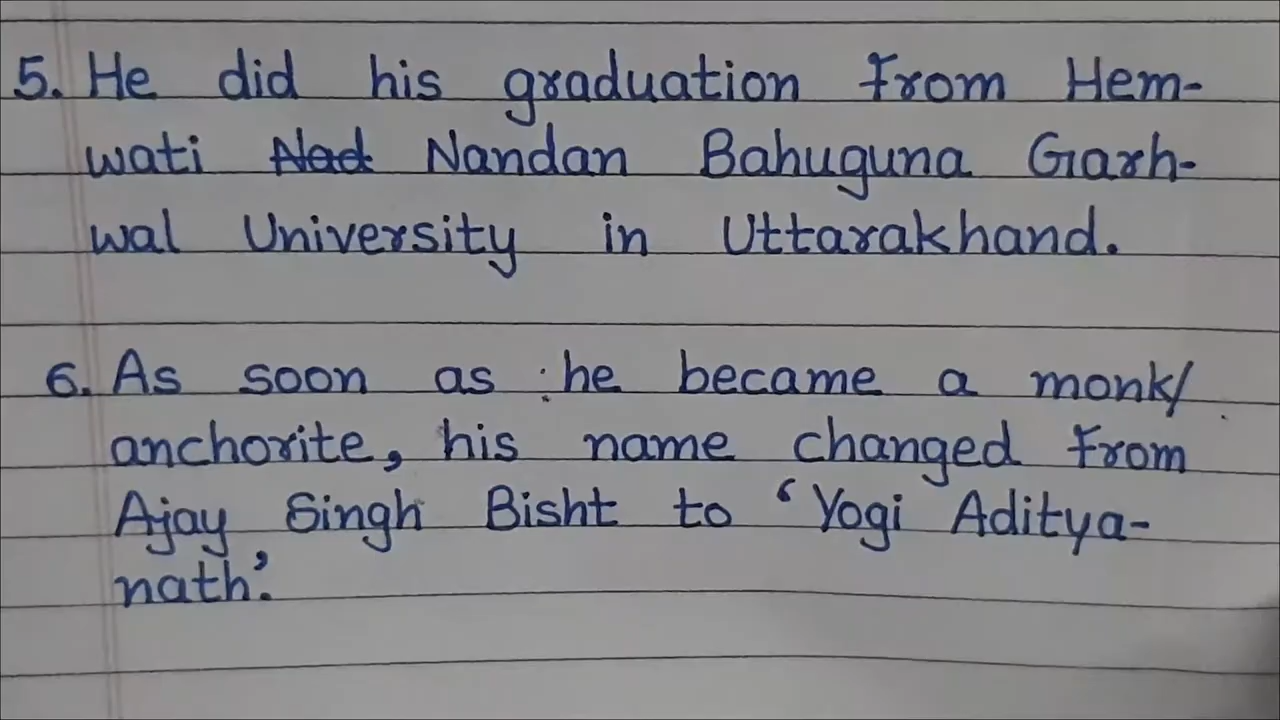 5. He did his graduation from Hem-
wati Nad Nandan Bahuguna Garh-
wal University in Uttarakhand.
6. As soon as he became a monk/
anchorite, his name changed from
Ajay Singh Bisht to 'Yogi Aditya-
nath'.